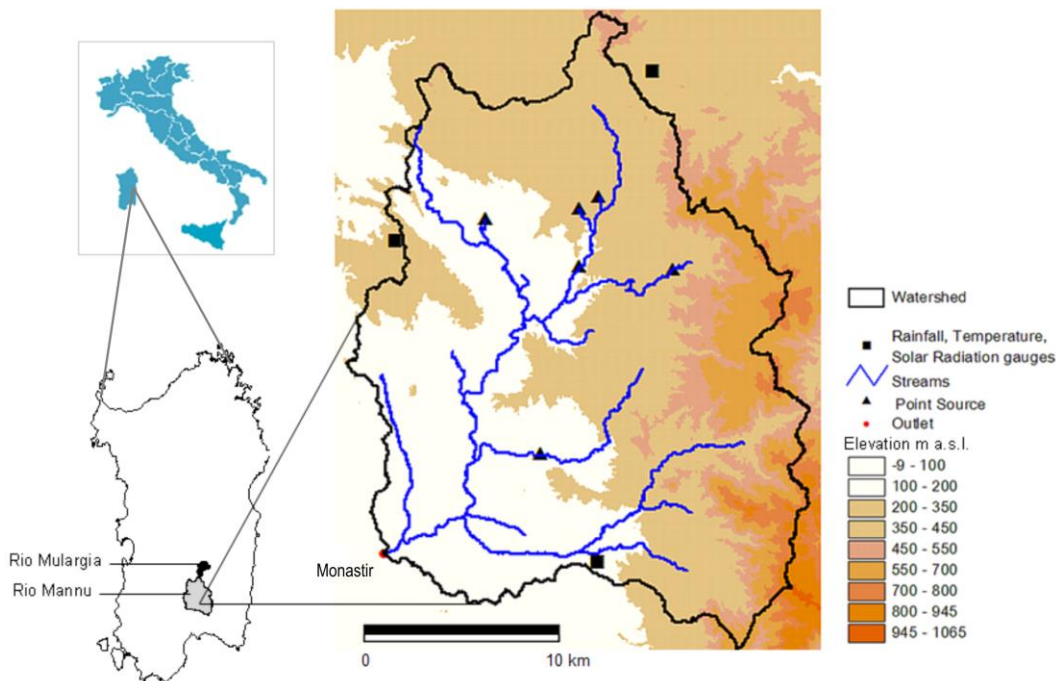 Rio Mulargia
Rio Mannu
Monastir
0
10 km
Watershed
Rainfall, Temperature,
Solar Radiation gauges
Streams
Point Source
Outlet
Elevation m a.s.l.
-9 - 100
100 - 200
200 - 350
350 - 450
450 - 550
550 - 700
700 - 800
800 - 945
945 - 1065